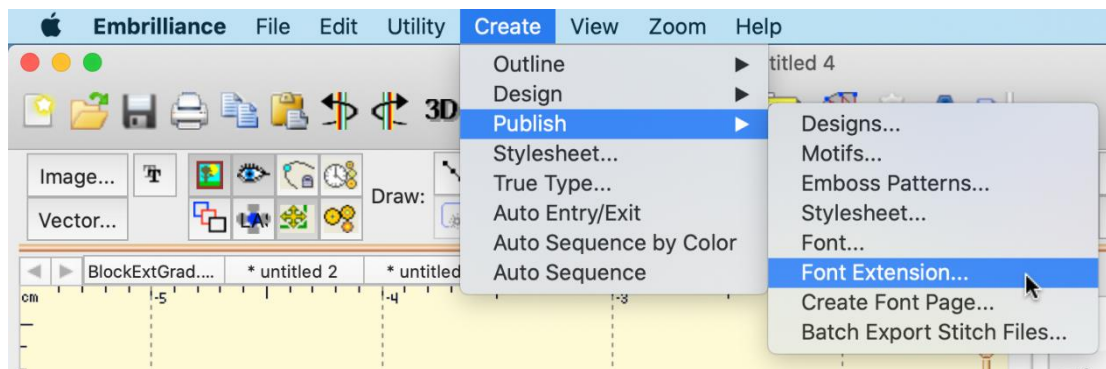 Embrilliance File Edit Utility Create View Zoom Help
titled 4
Outline
Design
Publish
Stylesheet...
True Type...
Auto Entry/Exit
Auto Sequence by Color
Auto Sequence
Designs...
Motifs...
Emboss Patterns...
Stylesheet...
Font...
Font Extension...
Create Font Page...
Batch Export Stitch Files...
3D
Image...
Vector...
LA!
Draw:
BlockExtGrad.... * untitled 2 * untitled
cm -5 -4 -3